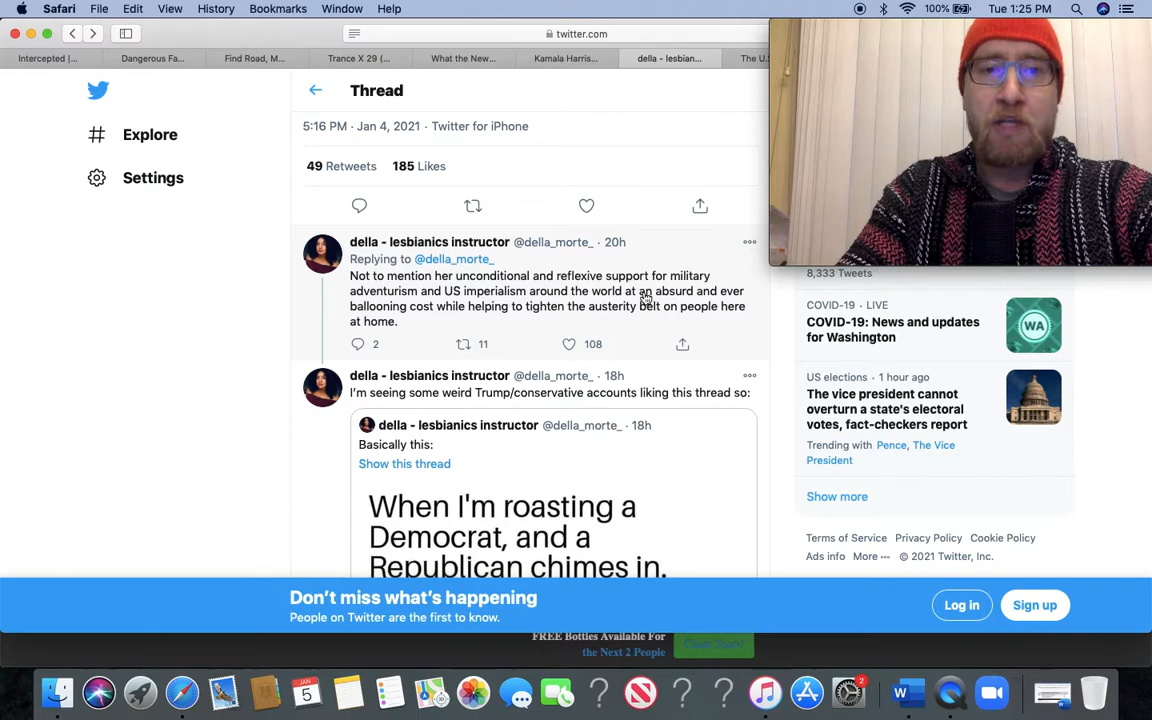 Safari File Edit View History Bookmarks Window Help
100% Tue 1:25 PM
twitter.com
Intercepted |... Dangerous Fa... Find Road, M... Trance X 29 (... What the New... Kamala Harris... della - lesbian... The U.S
Explore
Settings
Thread
5:16 PM · Jan 4, 2021 · Twitter for iPhone
49 Retweets 185 Likes
della - lesbianics instructor @della_morte_ · 20h
Replying to @della_morte_
Not to mention her unconditional and reflexive support for military
adventurism and US imperialism around the world at an absurd and ever
ballooning cost while helping to tighten the austerity belt on people here
at home.
2 11 108
della - lesbianics instructor @della_morte_ · 18h
I'm seeing some weird Trump/conservative accounts liking this thread so:
della - lesbianics instructor @della_morte_ · 18h
Basically this:
Show this thread
When I'm roasting a
Democrat, and a
Republican chimes in.
8,333 Tweets
COVID-19 · LIVE
COVID-19: News and updates
for Washington
WA
US elections · 1 hour ago
The vice president cannot
overturn a state's electoral
votes, fact-checkers report
Trending with Pence, The Vice
President
Show more
Terms of Service Privacy Policy Cookie Policy
Ads info More ··· © 2021 Twitter, Inc.
Don't miss what's happening
People on Twitter are the first to know.
Log in Sign up
FREE Bottles Available For
the Next 2 People
JAN
5
2